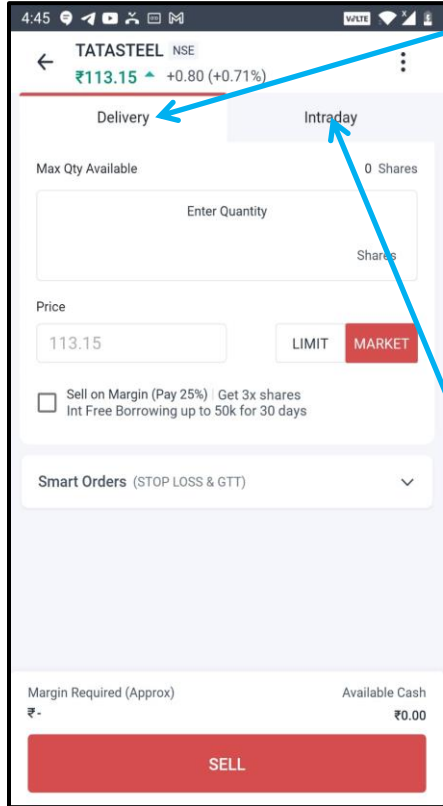 4:45 VoLTE
TATASTEEL NSE
₹113.15 +0.80 (+0.71%)
Delivery Intraday
Max Qty Available 0 Shares
Enter Quantity
Shares
Price
113.15 LIMIT MARKET
Sell on Margin (Pay 25%) | Get 3x shares
Int Free Borrowing up to 50k for 30 days
Smart Orders (STOP LOSS & GTT)
Margin Required (Approx) Available Cash
₹- ₹0.00
SELL